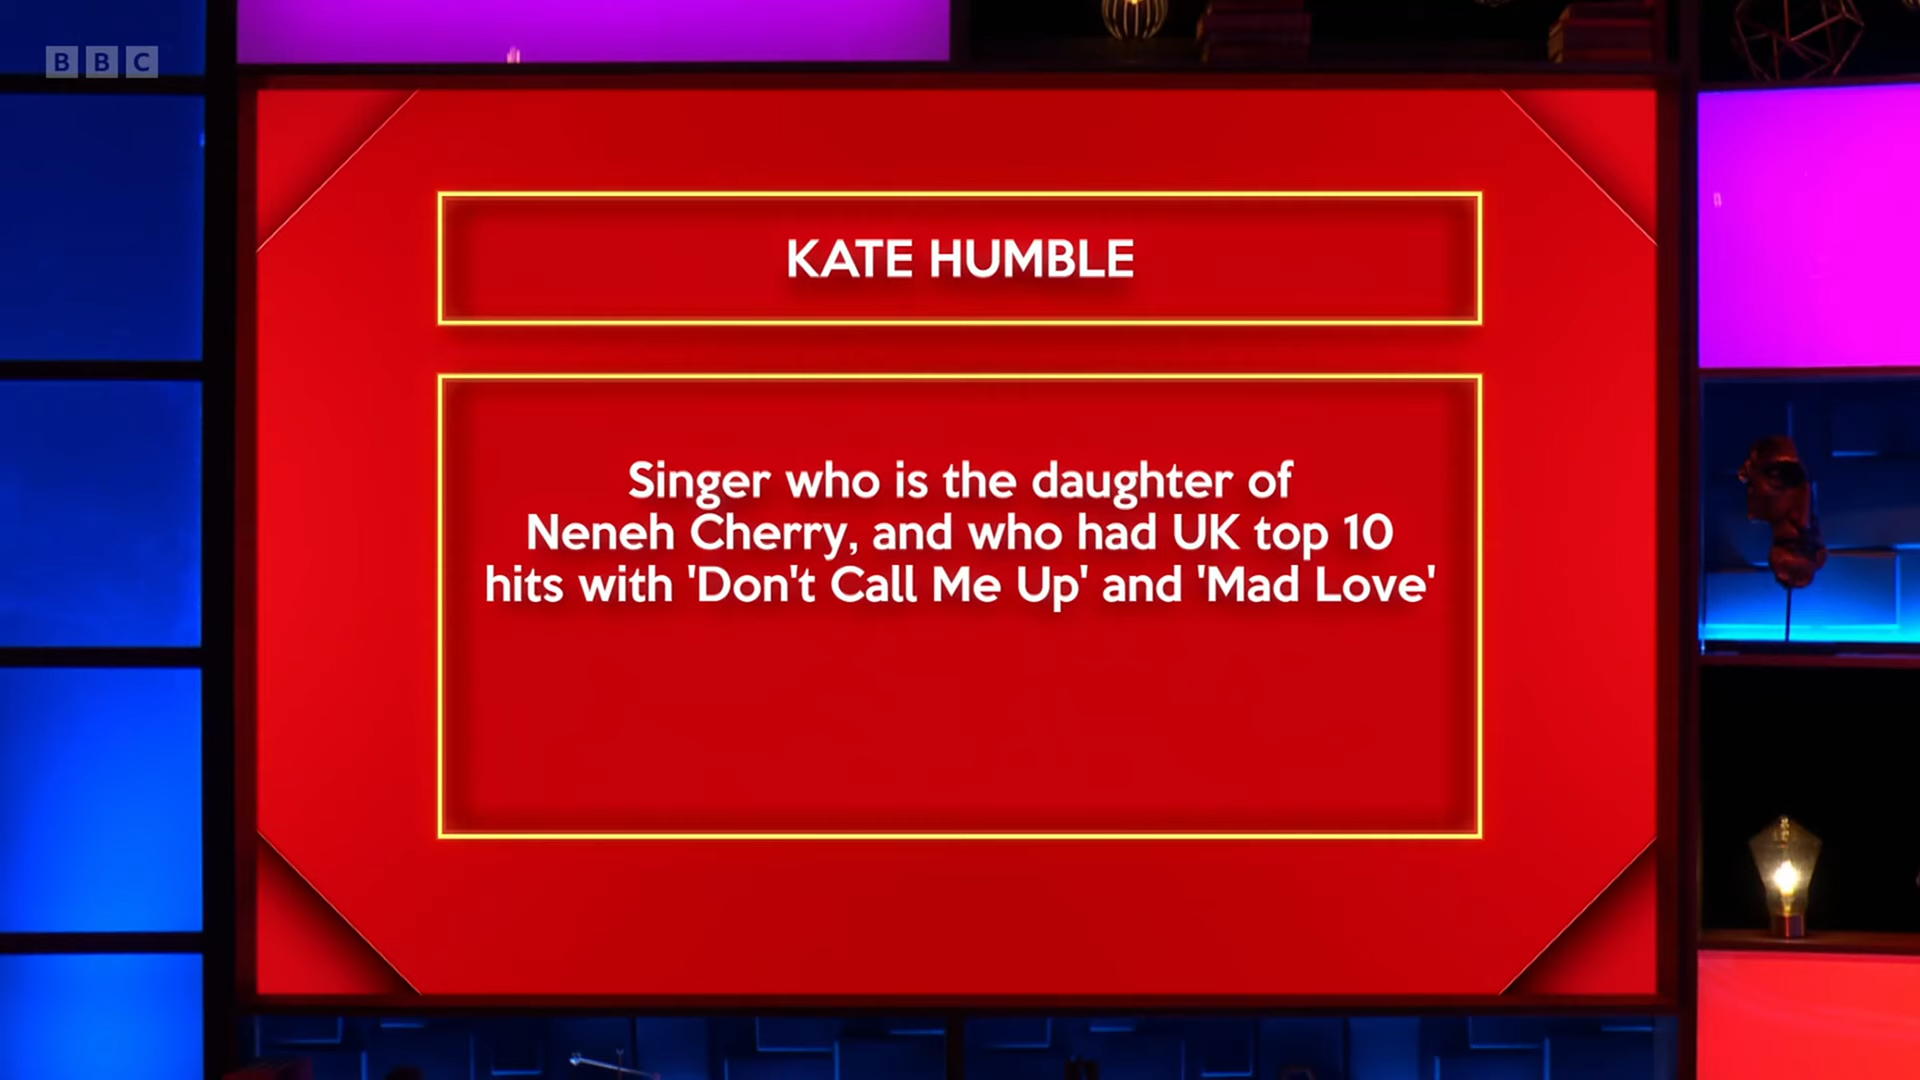 BBC
KATE HUMBLE
Singer who is the daughter of
Neneh Cherry, and who had UK top 10
hits with 'Don't Call Me Up' and 'Mad Love'